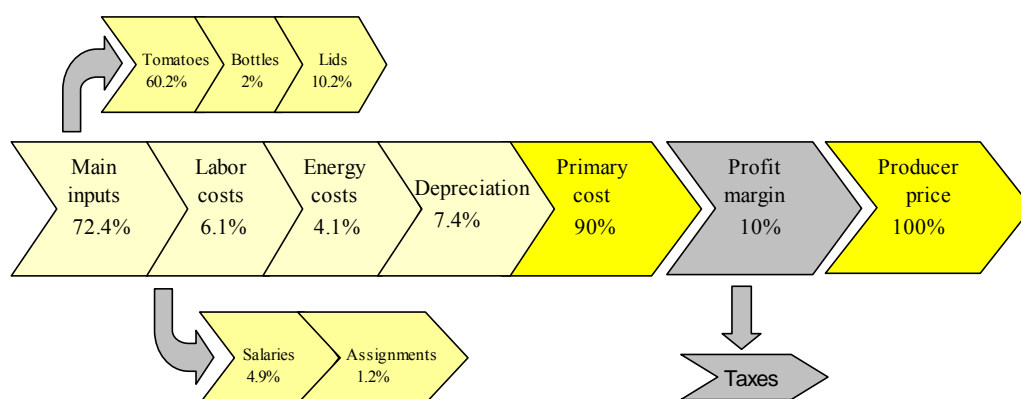 Tomatoes
60.2%
Bottles
2%
Lids
10.2%
Main
inputs
72.4%
Labor
costs
6.1%
Energy
costs
4.1%
Depreciation
7.4%
Primary
cost
90%
Profit
margin
10%
Producer
price
100%
Salaries
4.9%
Assignments
1.2%
Taxes